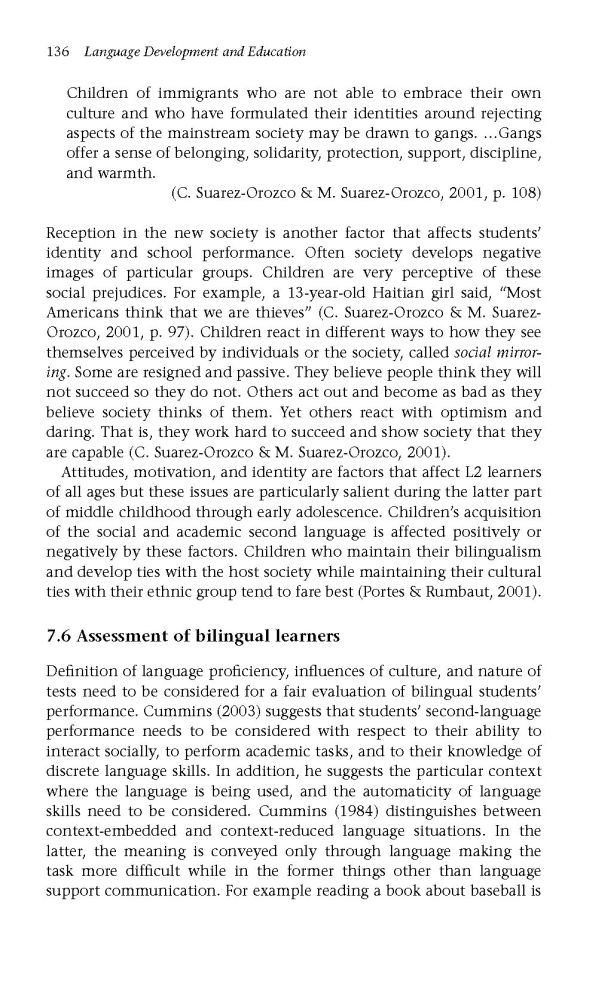 136 Language Development and Education
Children of immigrants who are not able to embrace their own
culture and who have formulated their identities around rejecting
aspects of the mainstream society may be drawn to gangs. …Gangs
offer a sense of belonging, solidarity, protection, support, discipline,
and warmth.
(C. Suarez-Orozco & M. Suarez-Orozco, 2001, p. 108)
Reception in the new society is another factor that affects students’
identity and school performance. Often society develops negative
images of particular groups. Children are very perceptive of these
social prejudices. For example, a 13-year-old Haitian girl said, “Most
Americans think that we are thieves” (C. Suarez-Orozco & M. Suarez-
Orozco, 2001, p. 97). Children react in different ways to how they see
themselves perceived by individuals or the society, called social mirror-
ing. Some are resigned and passive. They believe people think they will
not succeed so they do not. Others act out and become as bad as they
believe society thinks of them. Yet others react with optimism and
daring. That is, they work hard to succeed and show society that they
are capable (C. Suarez-Orozco & M. Suarez-Orozco, 2001).
Attitudes, motivation, and identity are factors that affect L2 learners
of all ages but these issues are particularly salient during the latter part
of middle childhood through early adolescence. Children’s acquisition
of the social and academic second language is affected positively or
negatively by these factors. Children who maintain their bilingualism
and develop ties with the host society while maintaining their cultural
ties with their ethnic group tend to fare best (Portes & Rumbaut, 2001).
7.6 Assessment of bilingual learners
Definition of language proficiency, influences of culture, and nature of
tests need to be considered for a fair evaluation of bilingual students’
performance. Cummins (2003) suggests that students’ second-language
performance needs to be considered with respect to their ability to
interact socially, to perform academic tasks, and to their knowledge of
discrete language skills. In addition, he suggests the particular context
where the language is being used, and the automaticity of language
skills need to be considered. Cummins (1984) distinguishes between
context-embedded and context-reduced language situations. In the
latter, the meaning is conveyed only through language making the
task more difficult while in the former things other than language
support communication. For example reading a book about baseball is